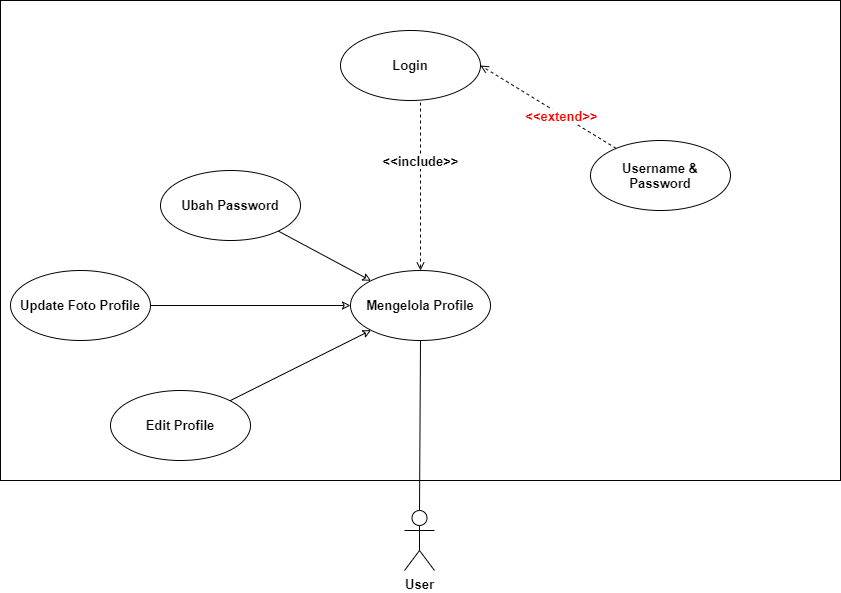 Login
<<extend>>
<<include>>
Username &
Password
Ubah Password
Update Foto Profile
Mengelola Profile
Edit Profile
User